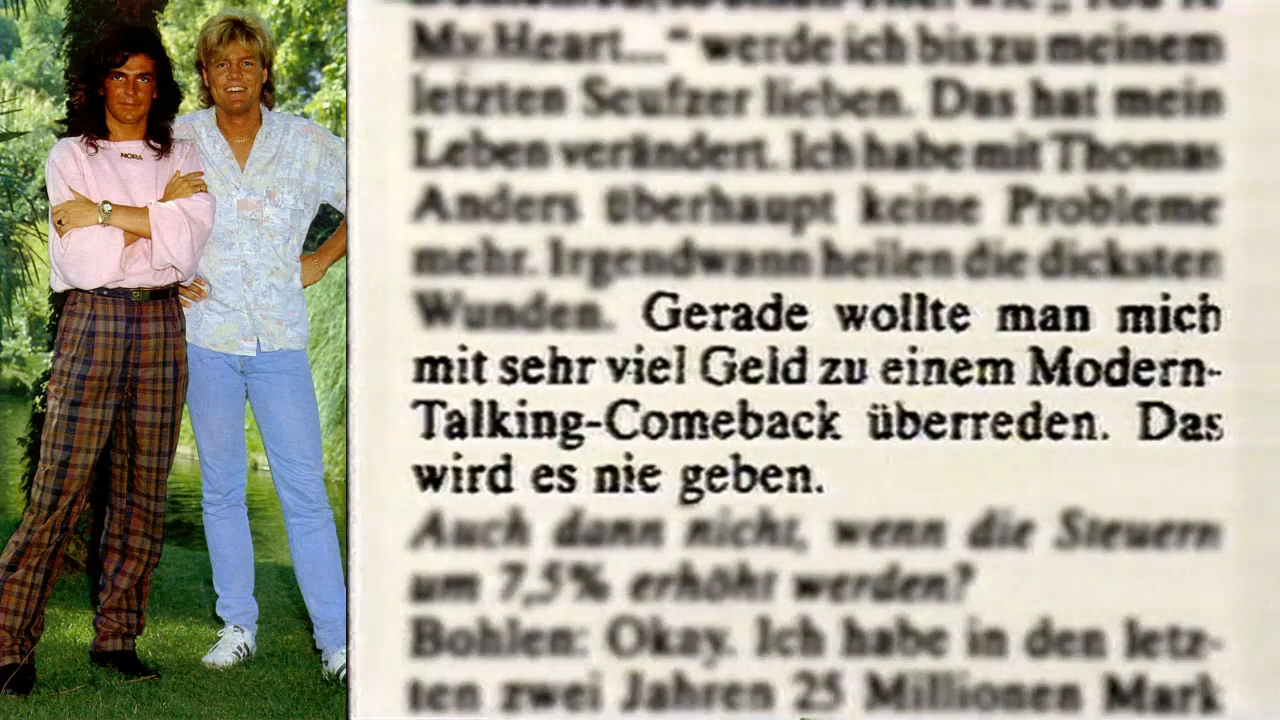 NORA
My Heart...“ werde ich bis zu meinem
letzten Seufzer lieben. Das hat mein
Leben verändert. Ich habe mit Thomas
Anders überhaupt keine Probleme
mehr. Irgendwann heilen die dicksten
Wunden. Gerade wollte man mich
mit sehr viel Geld zu einem Modern-
Talking-Comeback überreden. Das
wird es nie geben.
Auch dann nicht, wenn die Steuern
um 7,5% erhöht werden?
Bohlen: Okay. Ich habe in den letz-
ten zwei Jahren 25 Millionen Mark